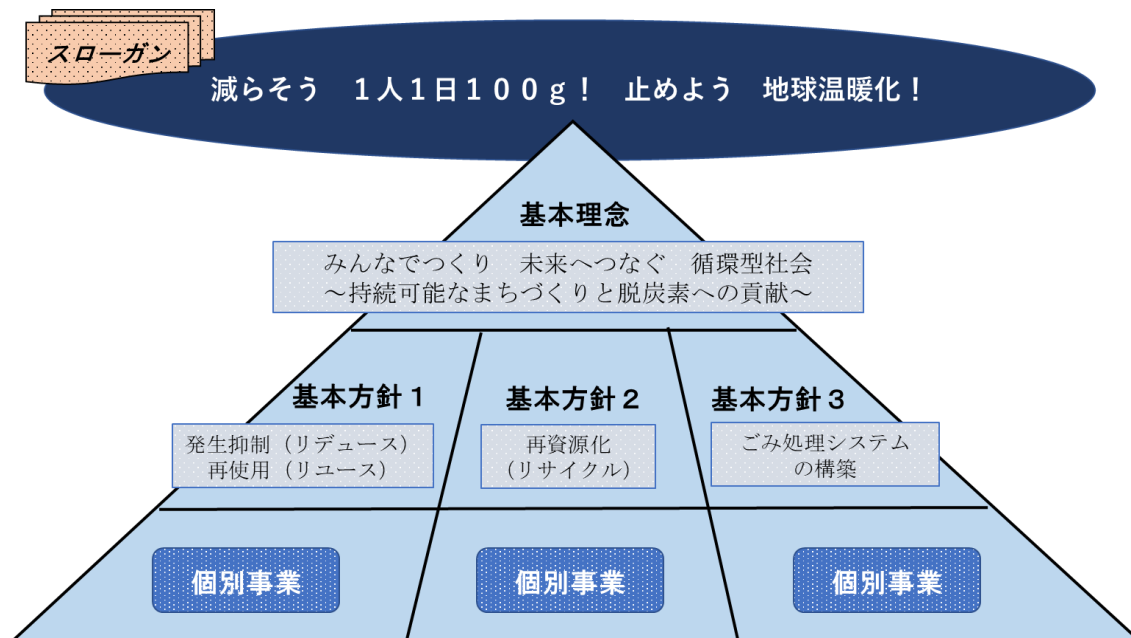 スローガン
減らそう　１人１日１００ｇ！　止めよう　地球温暖化！
基本理念
みんなでつくり　未来へつなぐ　循環型社会
～持続可能なまちづくりと脱炭素への貢献～
基本方針１
発生抑制（リデュース）
再使用（リユース）
基本方針２
再資源化
（リサイクル）
基本方針３
ごみ処理システム
の構築
個別事業
個別事業
個別事業